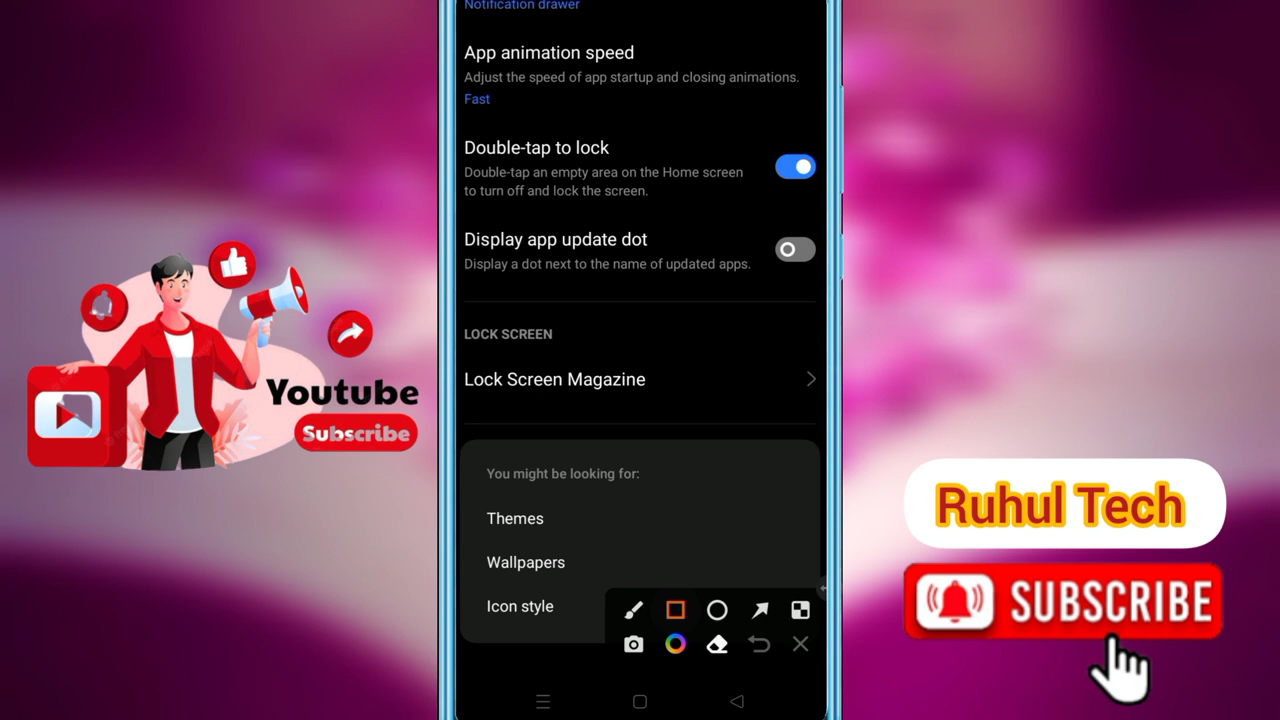 Notification drawer
App animation speed
Adjust the speed of app startup and closing animations.
Fast
Double-tap to lock
Double-tap an empty area on the Home screen
to turn off and lock the screen.
Display app update dot
Display a dot next to the name of updated apps.
LOCK SCREEN
Lock Screen Magazine
You might be looking for:
Themes
Wallpapers
Icon style
Youtube
Subscribe
Ruhul Tech
SUBSCRIBE